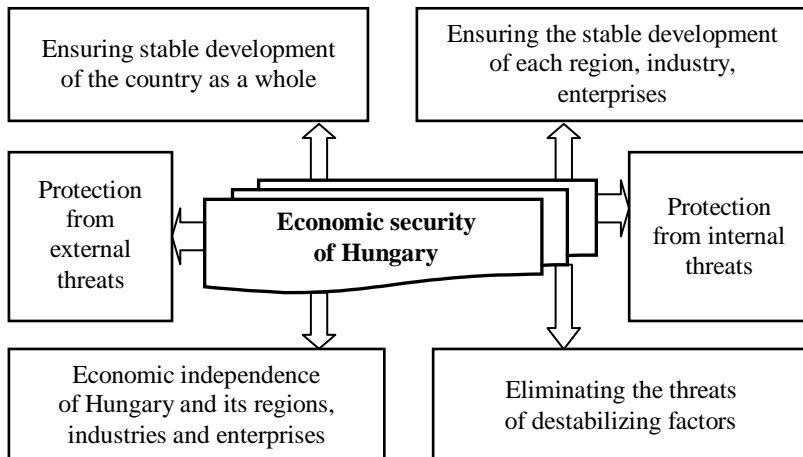 Ensuring stable development
of the country as a whole
Ensuring the stable development
of each region, industry,
enterprises
Protection
from
external
threats
Economic security
of Hungary
Protection
from internal
threats
Economic independence
of Hungary and its regions,
industries and enterprises
Eliminating the threats
of destabilizing factors